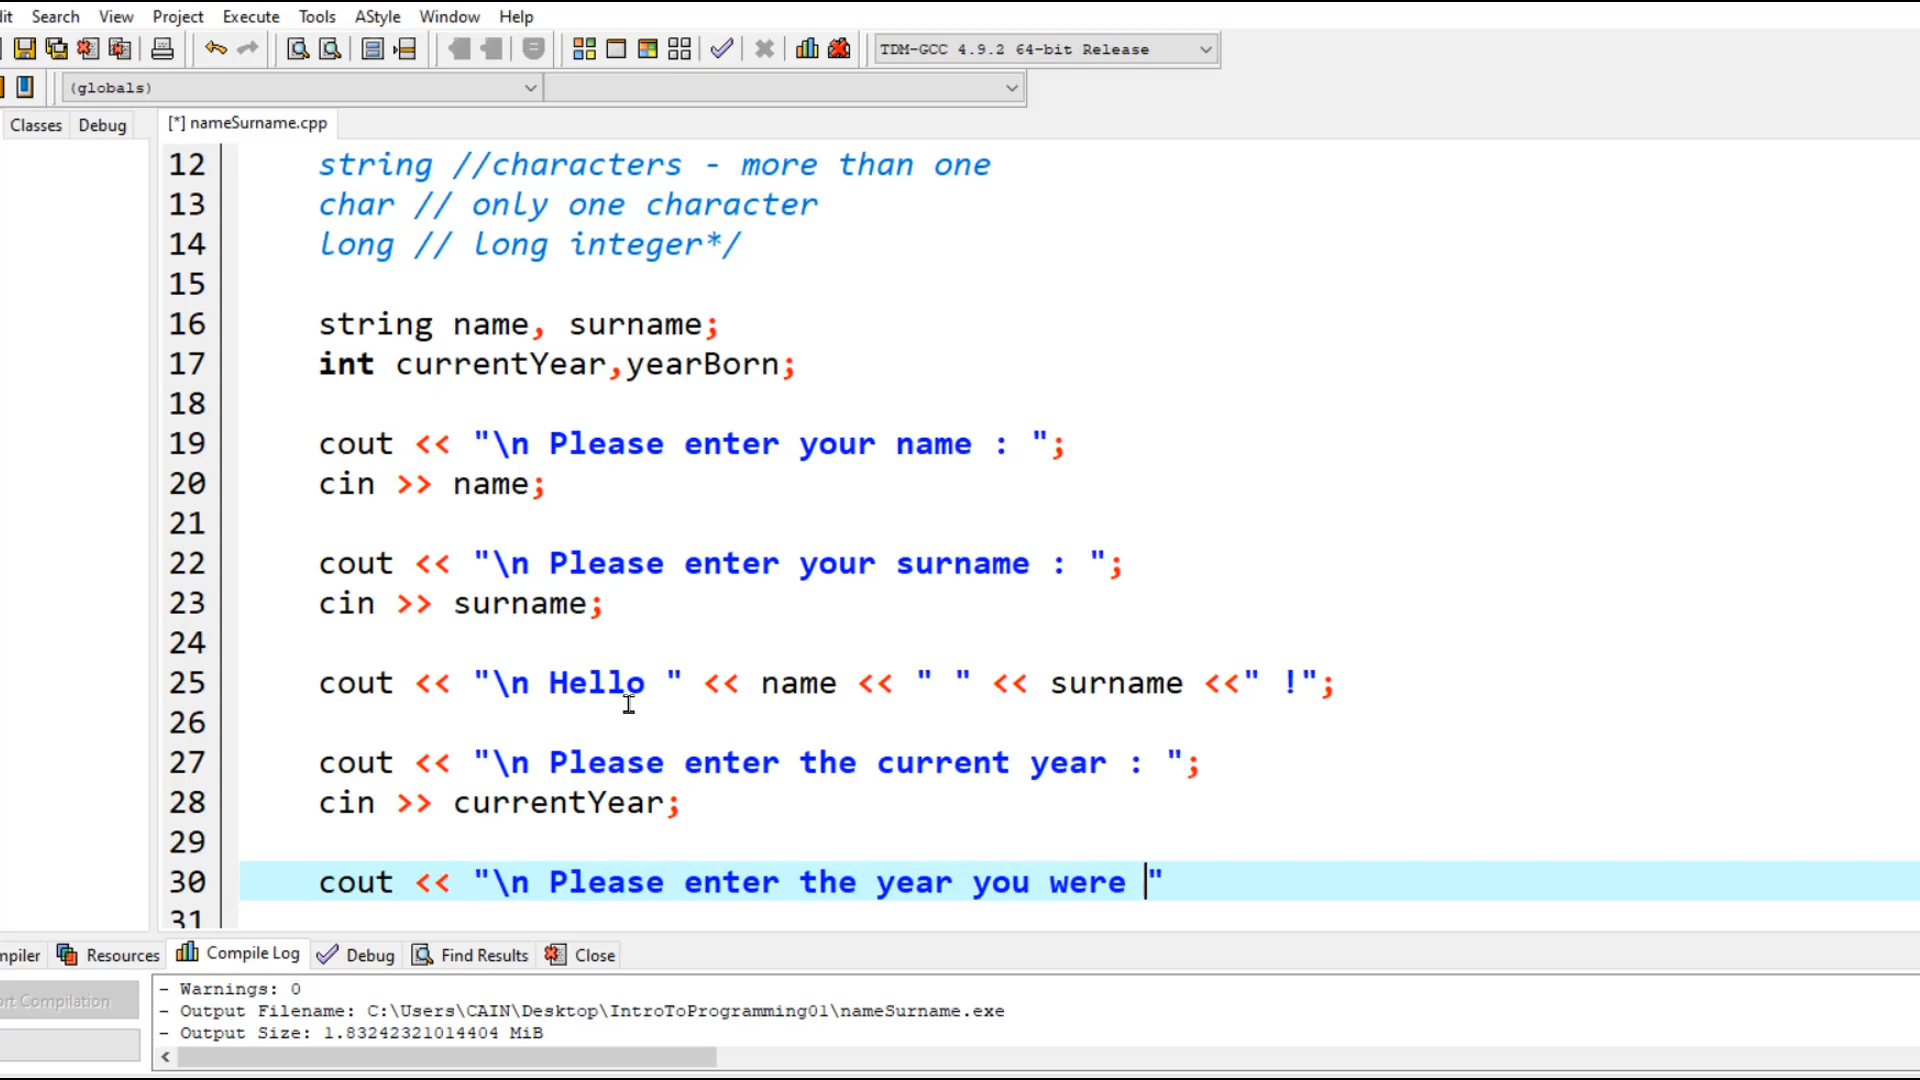 dit Search View Project Execute Tools AStyle Window Help
TDM-GCC 4.9.2 64-bit Release
(globals)
Classes Debug [*] nameSurname.cpp
12 string //characters - more than one
13 char // only one character
14 long // long integer*/
15
16 string name, surname;
17 int currentYear,yearBorn;
18
19 cout << "\n Please enter your name : ";
20 cin >> name;
21
22 cout << "\n Please enter your surname : ";
23 cin >> surname;
24
25 cout << "\n Hello " << name << " " << surname <<" !";
26
27 cout << "\n Please enter the current year : ";
28 cin >> currentYear;
29
30 cout << "\n Please enter the year you were "
31
mpiler Resources Compile Log Debug Find Results Close
ort Compilation
- Warnings: 0
- Output Filename: C:\Users\CAIN\Desktop\IntroToProgramming01\nameSurname.exe
- Output Size: 1.83242321014404 MiB